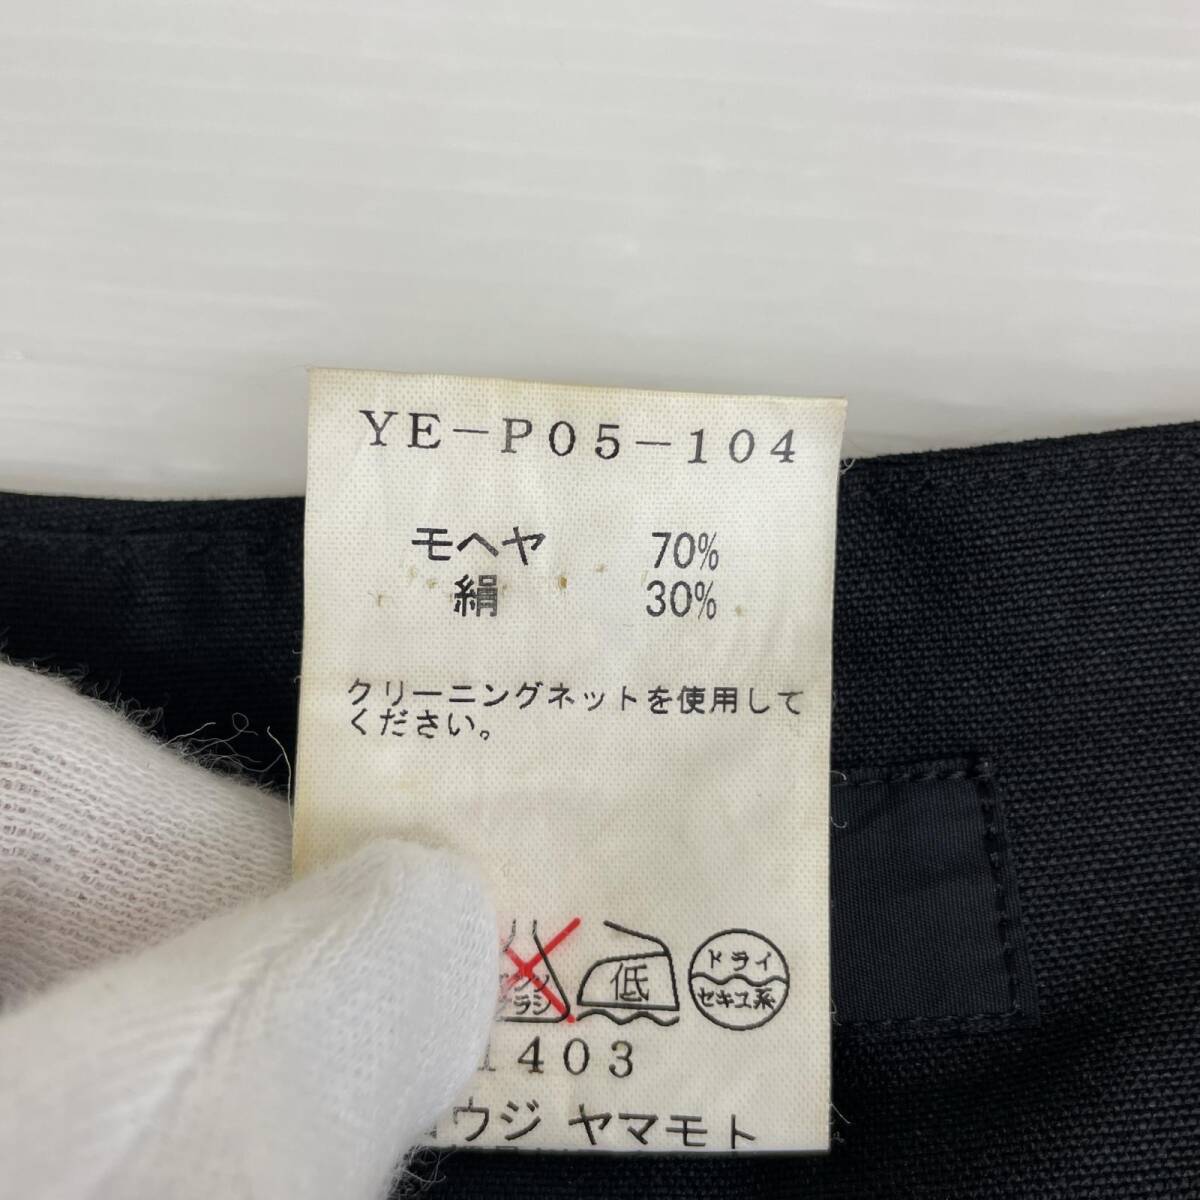 YE-P05-104
モヘヤ 70%
絹 30%
クリーニングネットを使用して
ください。
低
ドライ
セキユ系
1403
ウジ ヤマモト